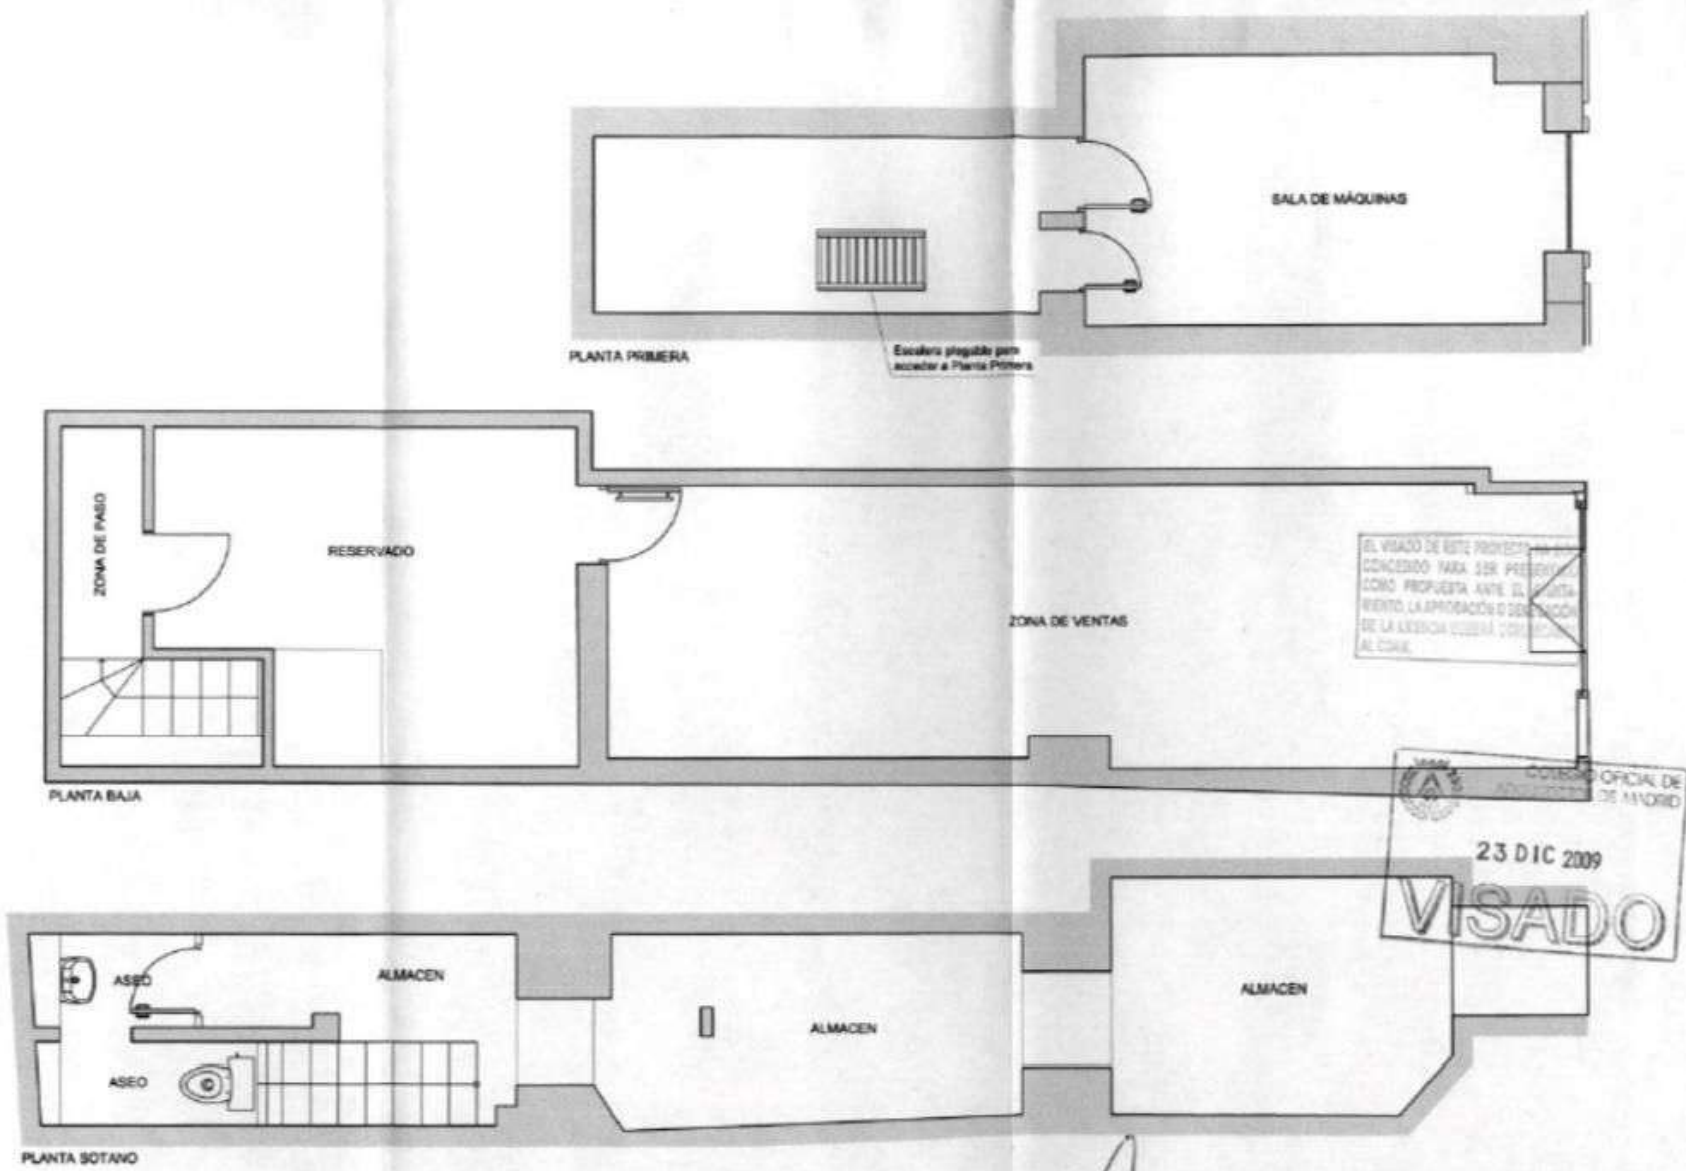 SALA DE MÁQUINAS
PLANTA PRIMERA
Escalera plegable para
acceder a Planta Primera
ZONA DE PASO
RESERVADO
ZONA DE VENTAS
EL VISADO DE ESTE PROYECTO
CONCEDIDO PARA SER
COMO PROPUESTA ANTE EL
LA APROBACIÓN O
DE LA LICENCIA
AL COAM.
PLANTA BAJA
COLEGIO OFICIAL DE
DE MADRID
23 DIC 2009
VISADO
ASEO
ALMACEN
ALMACEN
ALMACEN
ASEO
PLANTA SOTANO